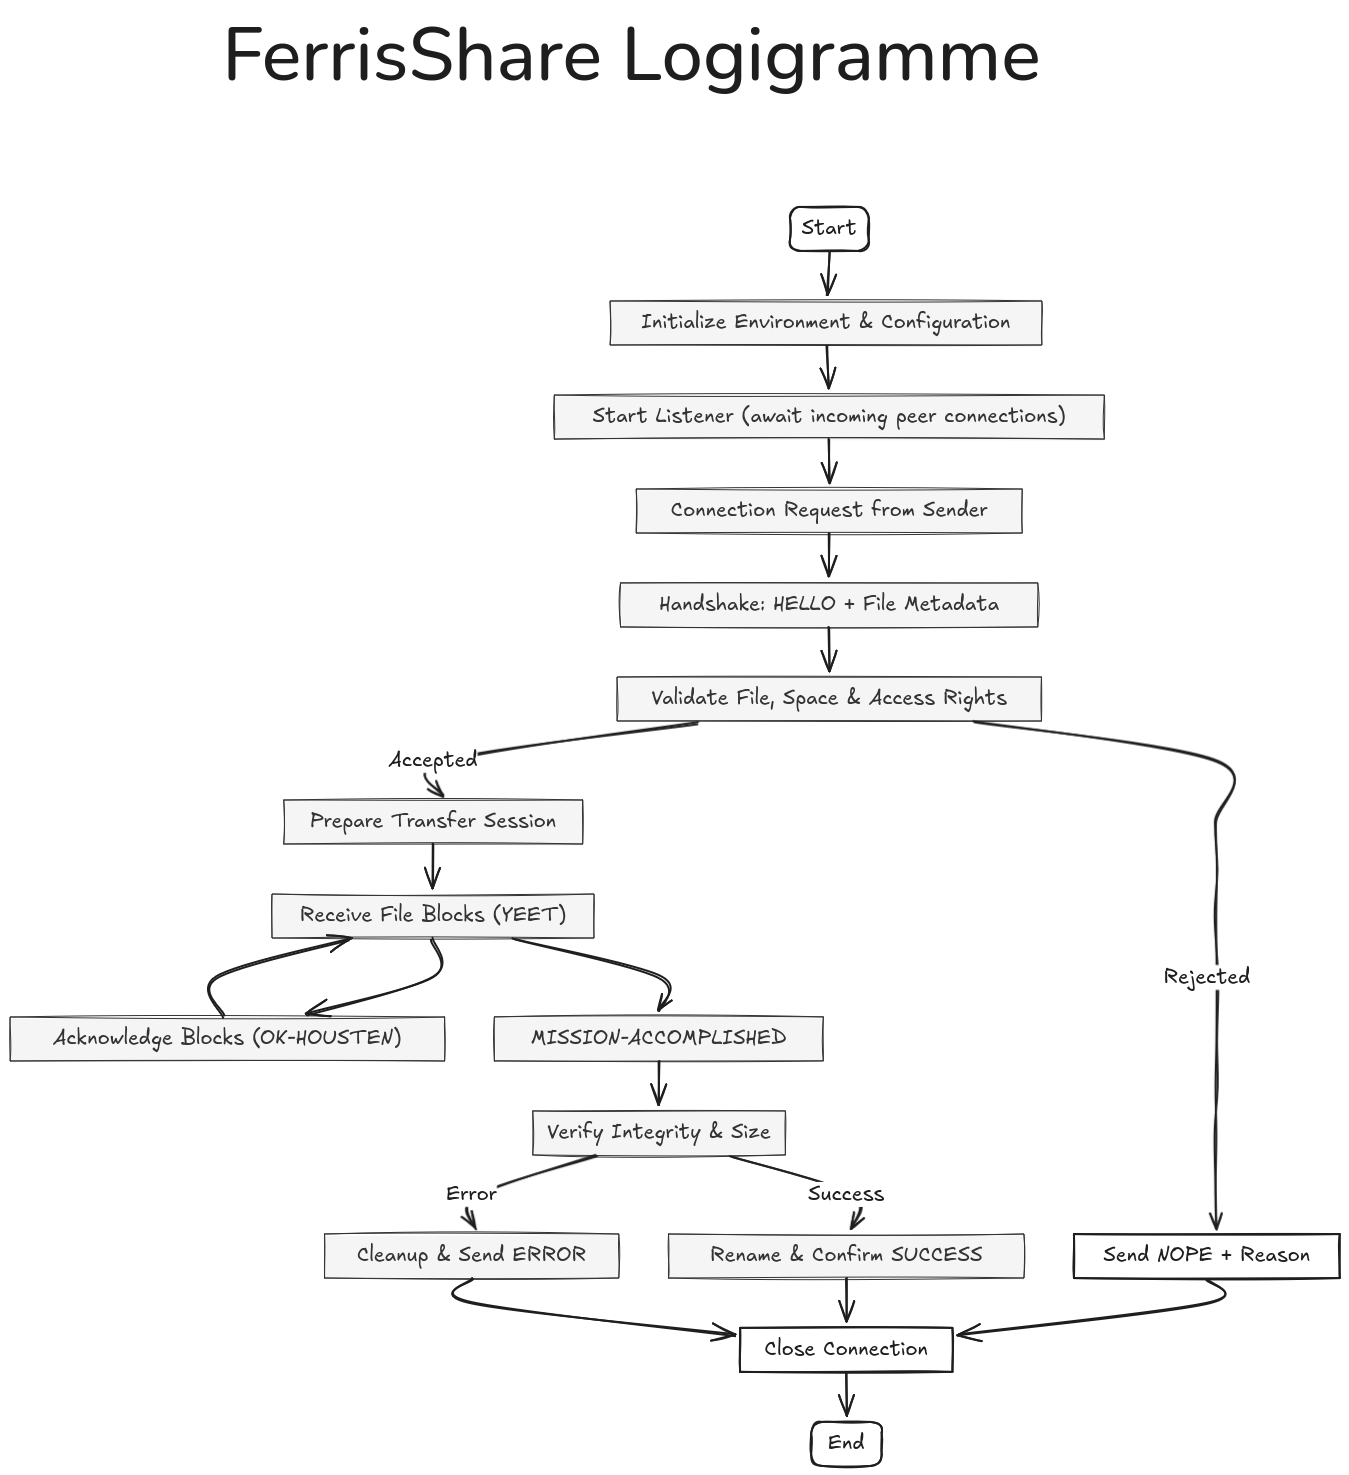 FerrisShare Logigramme
Start
Initialize Environment & Configuration
Start Listener (await incoming peer connections)
Connection Request from Sender
Handshake: HELLO + File Metadata
Validate File, Space & Access Rights
Accepted
Prepare Transfer Session
Receive File Blocks (YEET)
Rejected
Acknowledge Blocks (OK-HOUSTEN)
MISSION-ACCOMPLISHED
Verify Integrity & Size
Error
Success
Cleanup & Send ERROR
Rename & Confirm SUCCESS
Send NOPE + Reason
Close Connection
End